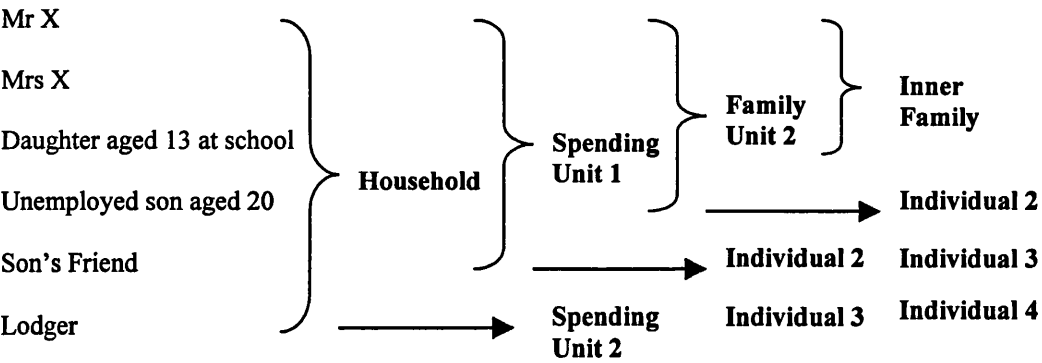 Mr X
Mrs X
Daughter aged 13 at school
Unemployed son aged 20
Son's Friend
Lodger
Household
Spending
Unit 1
Spending
Unit 2
Family
Unit 2
Individual 2
Individual 3
Inner
Family
Individual 2
Individual 3
Individual 4